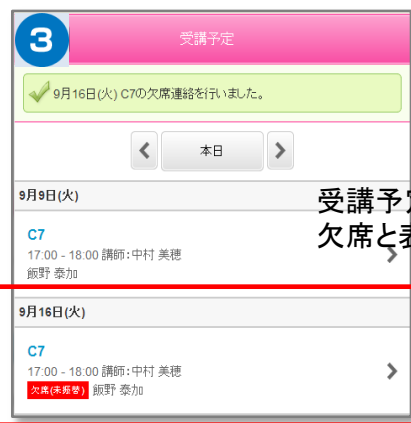 3
受講予定
9月16日(火) C7の欠席連絡を行いました。
本日
9月9日(火)
受講予
欠席と
C7
17:00 - 18:00 講師:中村 美穂
飯野 泰加
9月16日(火)
C7
17:00 - 18:00 講師:中村 美穂
欠席(未振替) 飯野 泰加